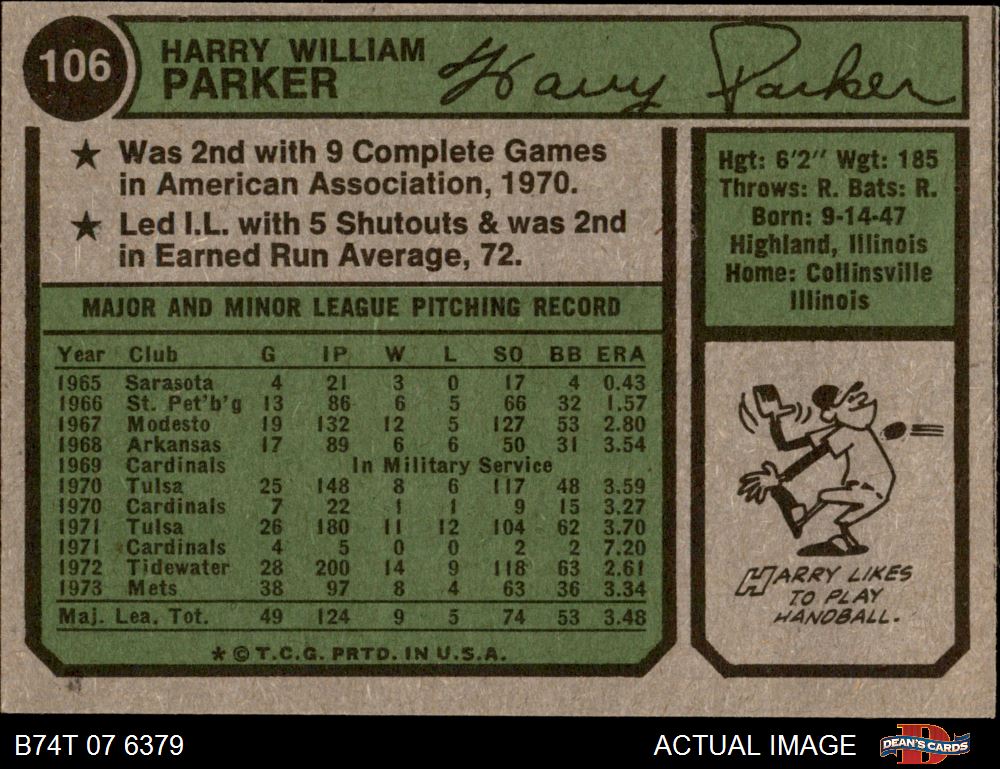 106
HARRY WILLIAM
PARKER
Harry Parker
★ Was 2nd with 9 Complete Games
in American Association, 1970.
★ Led I.L. with 5 Shutouts & was 2nd
in Earned Run Average, 72.
MAJOR AND MINOR LEAGUE PITCHING RECORD
Year Club G IP W L SO BB ERA
1965 Sarasota 4 21 3 0 17 4 0.43
1966 St. Pet'b'g 13 86 6 5 66 32 1.57
1967 Modesto 19 132 12 5 127 53 2.80
1968 Arkansas 17 89 6 6 50 31 3.54
1969 Cardinals In Military Service
1970 Tulsa 25 148 8 6 117 48 3.59
1970 Cardinals 7 22 1 1 9 15 3.27
1971 Tulsa 26 180 11 12 104 62 3.70
1971 Cardinals 4 5 0 0 2 2 7.20
1972 Tidewater 28 200 14 9 118 63 2.61
1973 Mets 38 97 8 4 63 36 3.34
Maj. Lea. Tot. 49 124 9 5 74 53 3.48
* © T.C.G. PRTD. IN U.S.A.
Hgt: 6'2" Wgt: 185
Throws: R. Bats: R.
Born: 9-14-47
Highland, Illinois
Home: Collinsville
Illinois
HARRY LIKES
TO PLAY
HANDBALL.
B74T 07 6379
ACTUAL IMAGE
DEAN'S CARDS